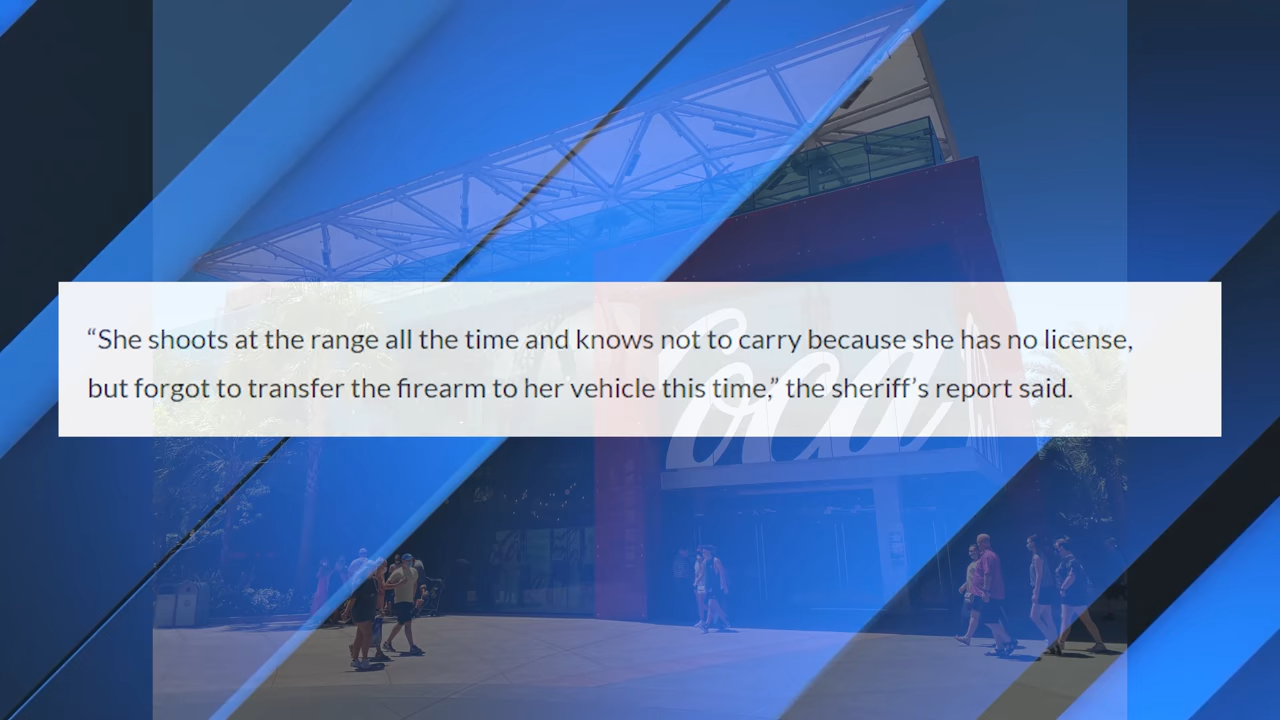 “She shoots at the range all the time and knows not to carry because she has no license,
but forgot to transfer the firearm to her vehicle this time,” the sheriff’s report said.
Coca